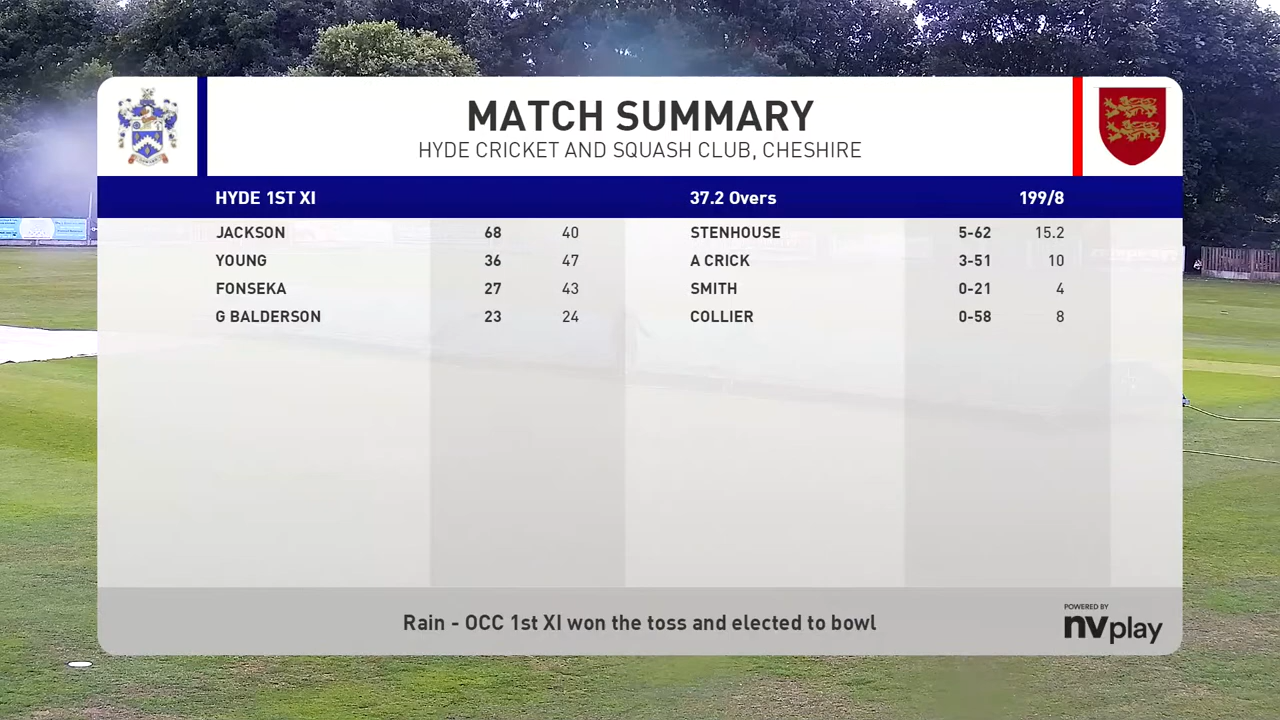 MATCH SUMMARY
HYDE CRICKET AND SQUASH CLUB, CHESHIRE
HYDE 1ST XI 37.2 Overs 199/8
JACKSON 68 40 STENHOUSE 5-62 15.2
YOUNG 36 47 A CRICK 3-51 10
FONSEKA 27 43 SMITH 0-21 4
G BALDERSON 23 24 COLLIER 0-58 8
Rain - OCC 1st XI won the toss and elected to bowl
POWERED BY
nvplay